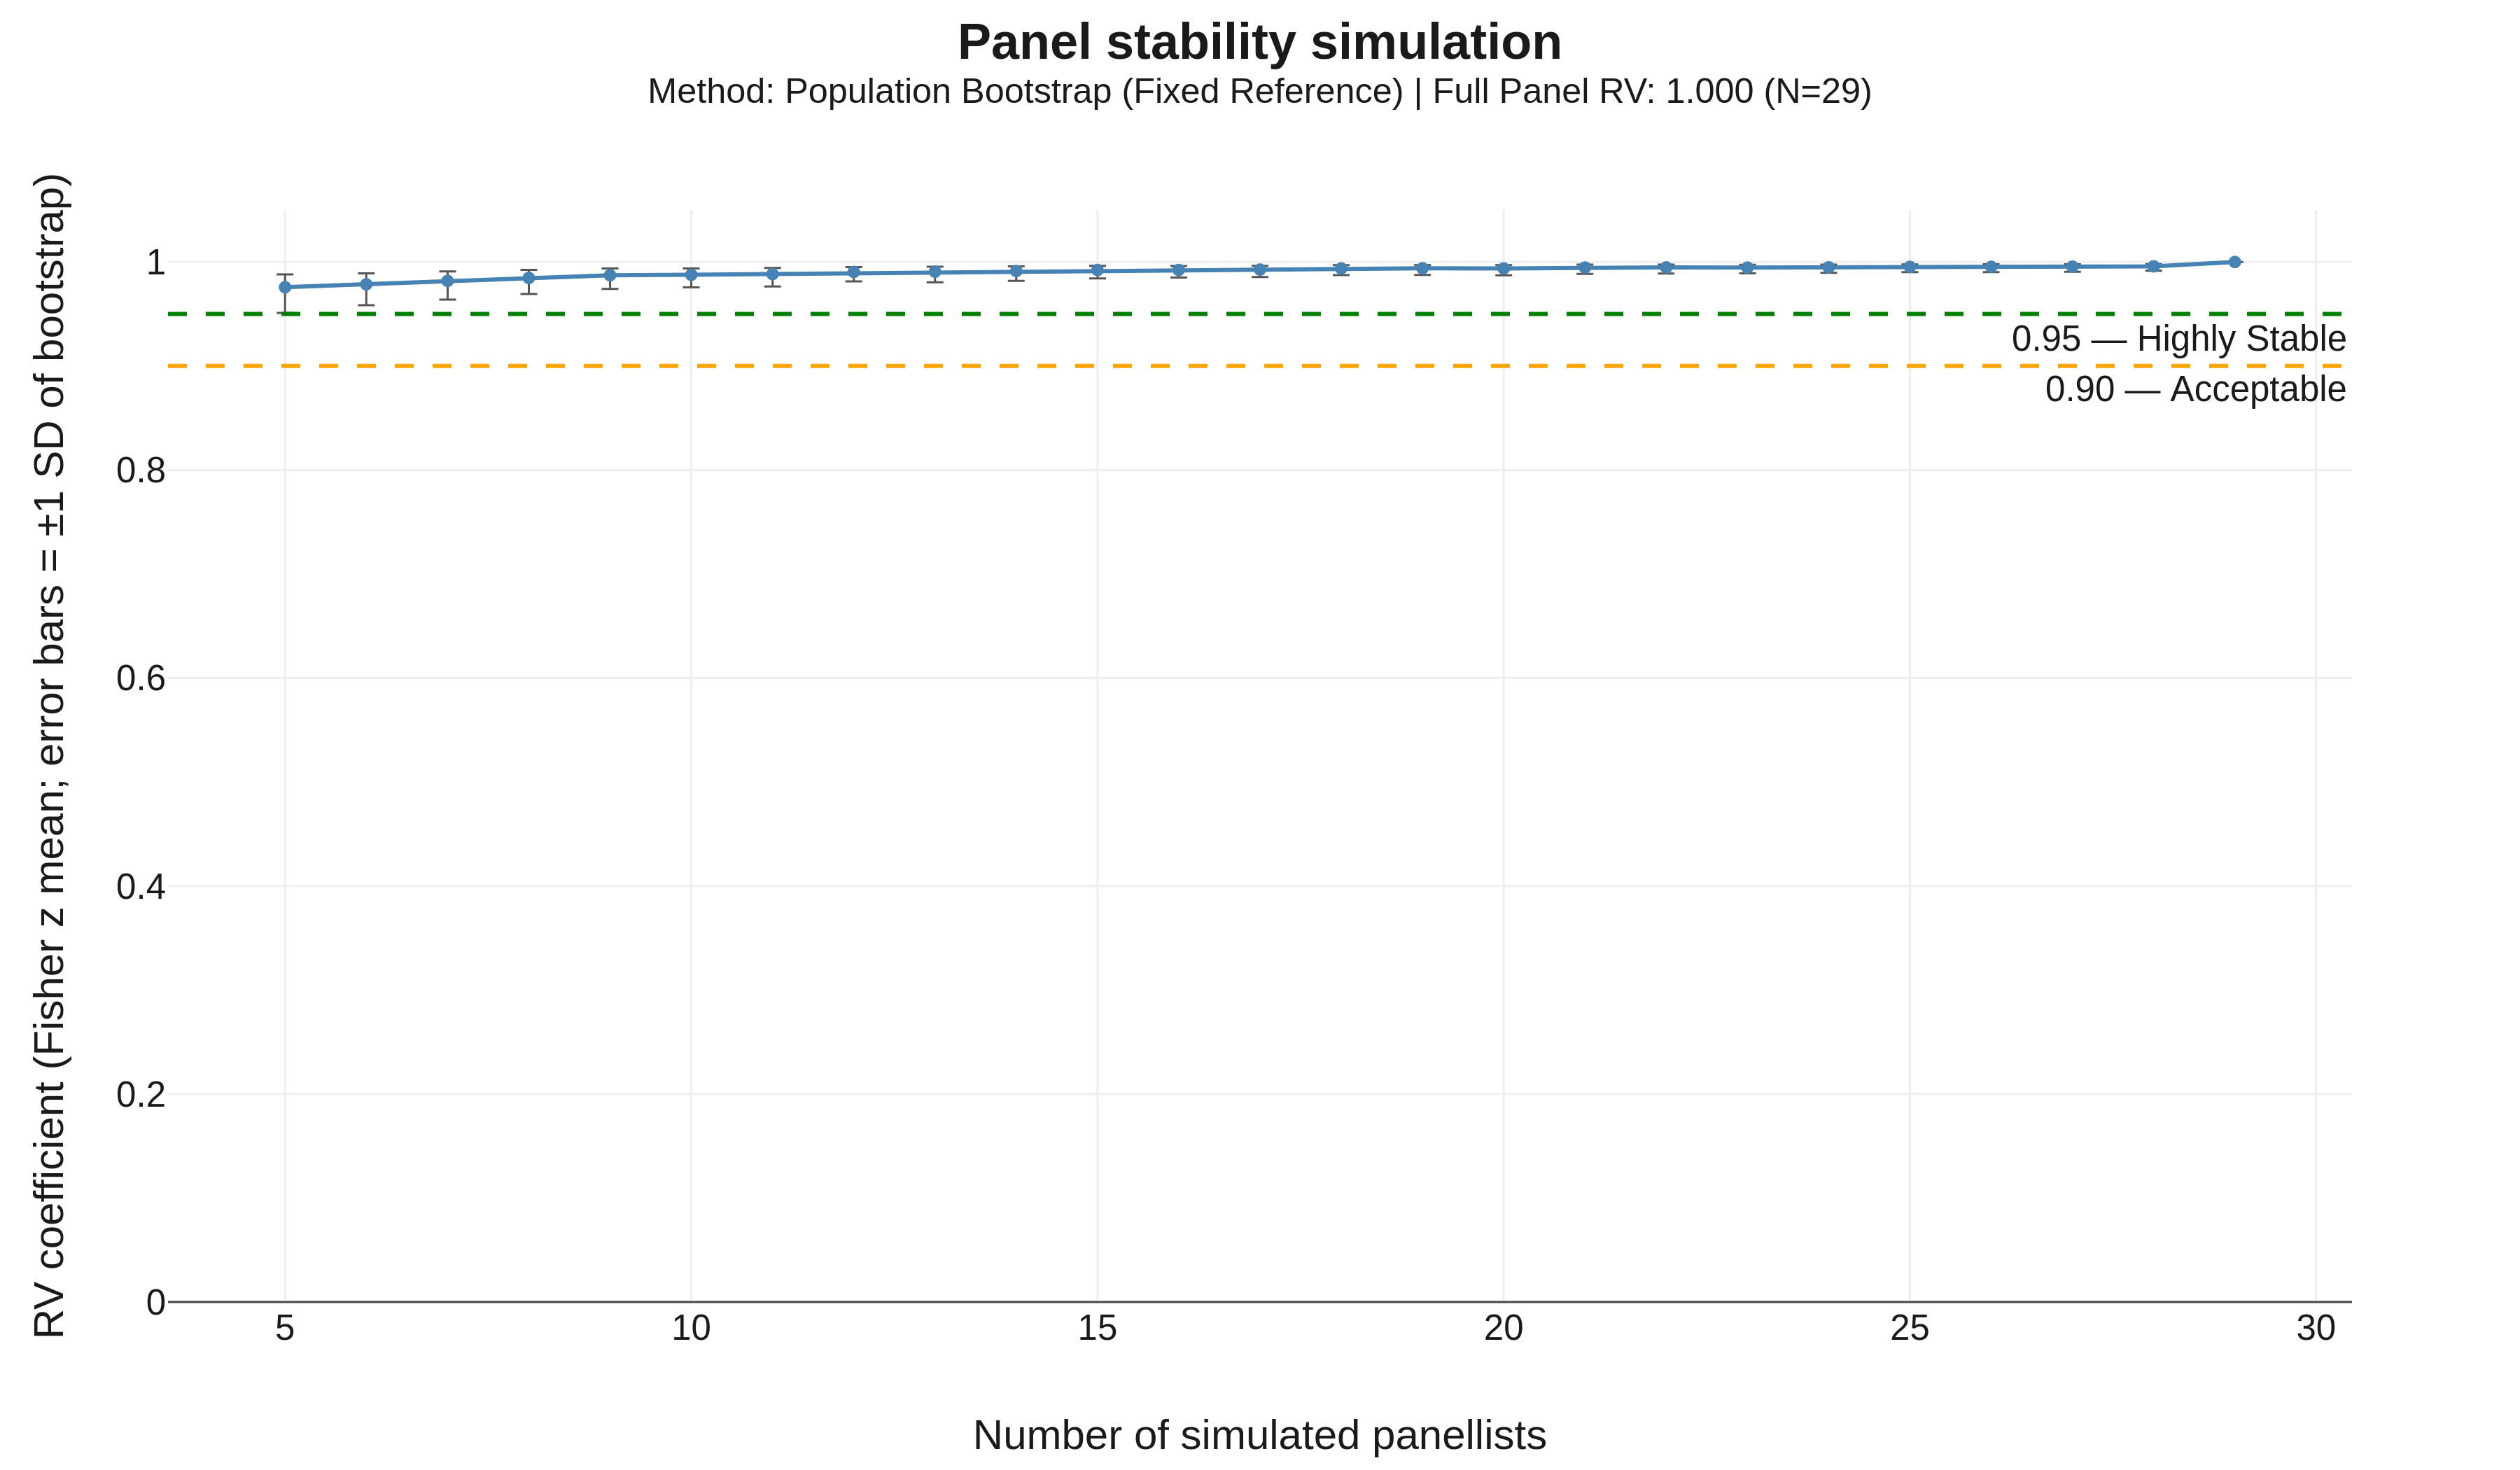 Panel stability simulation
Method: Population Bootstrap (Fixed Reference) | Full Panel RV: 1.000 (N=29)
RV coefficient (Fisher z mean; error bars = ±1 SD of bootstrap)
1
0.95 — Highly Stable
0.90 — Acceptable
0.8
0.6
0.4
0.2
0
5 10 15 20 25 30
Number of simulated panellists